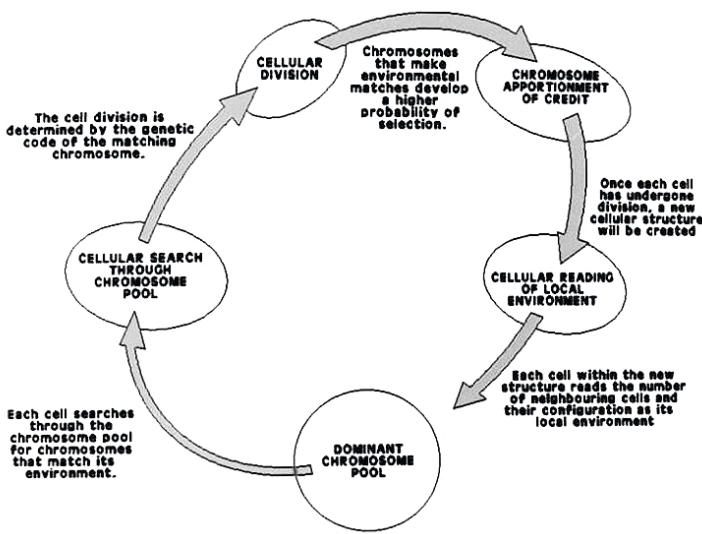 CELLULAR
DIVISION
Chromosomes
that make
environmental
matches develop
a higher
probability of
selection.
CHROMOSOME
APPORTIONMENT
OF CREDIT
Once each cell
has undergone
division, a new
cellular structure
will be created
CELLULAR READING
OF LOCAL
ENVIRONMENT
Each cell within the new
structure reads the number
of neighbouring cells and
their configuration as its
local environment
DOMINANT
CHROMOSOME
POOL
Each cell searches
through the
chromosome pool
for chromosomes
that match its
environment.
CELLULAR SEARCH
THROUGH
CHROMOSOME
POOL
The cell division is
determined by the genetic
code of the matching
chromosome.